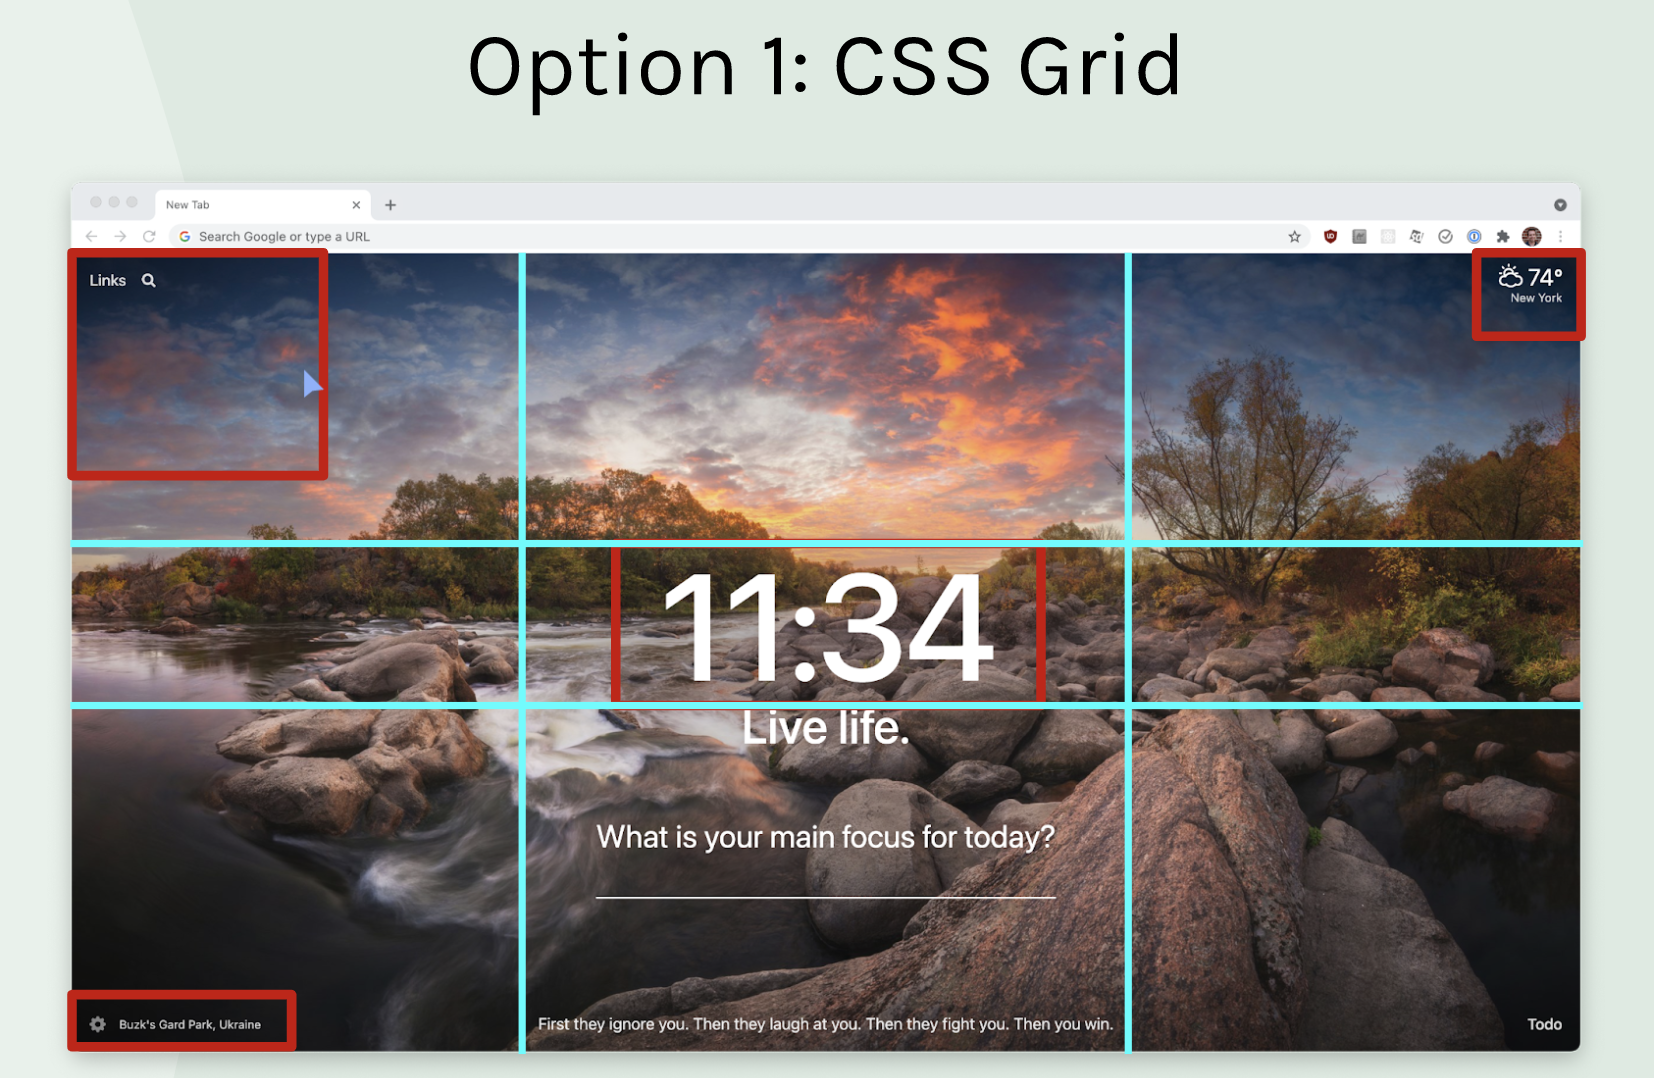 Option 1: CSS Grid
New Tab
Search Google or type a URL
Links
74°
New York
11:34
Live life.
What is your main focus for today?
Buzk's Gard Park, Ukraine
First they ignore you. Then they laugh at you. Then they fight you. Then you win.
Todo